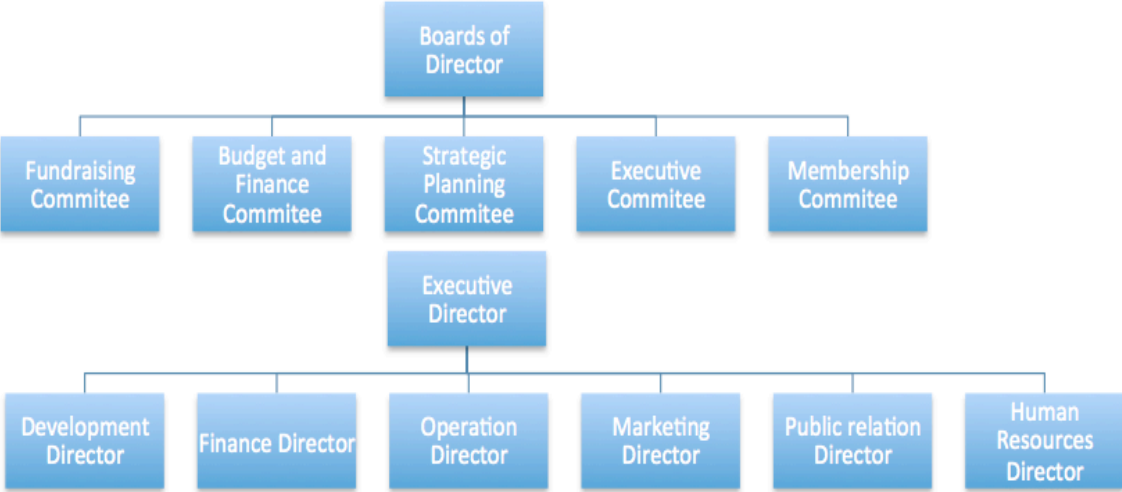 Boards of
Director
Fundraising
Commitee
Budget and
Finance
Commitee
Strategic
Planning
Commitee
Executive
Commitee
Membership
Commitee
Executive
Director
Development
Director
Finance Director
Operation
Director
Marketing
Director
Public relation
Director
Human
Resources
Director